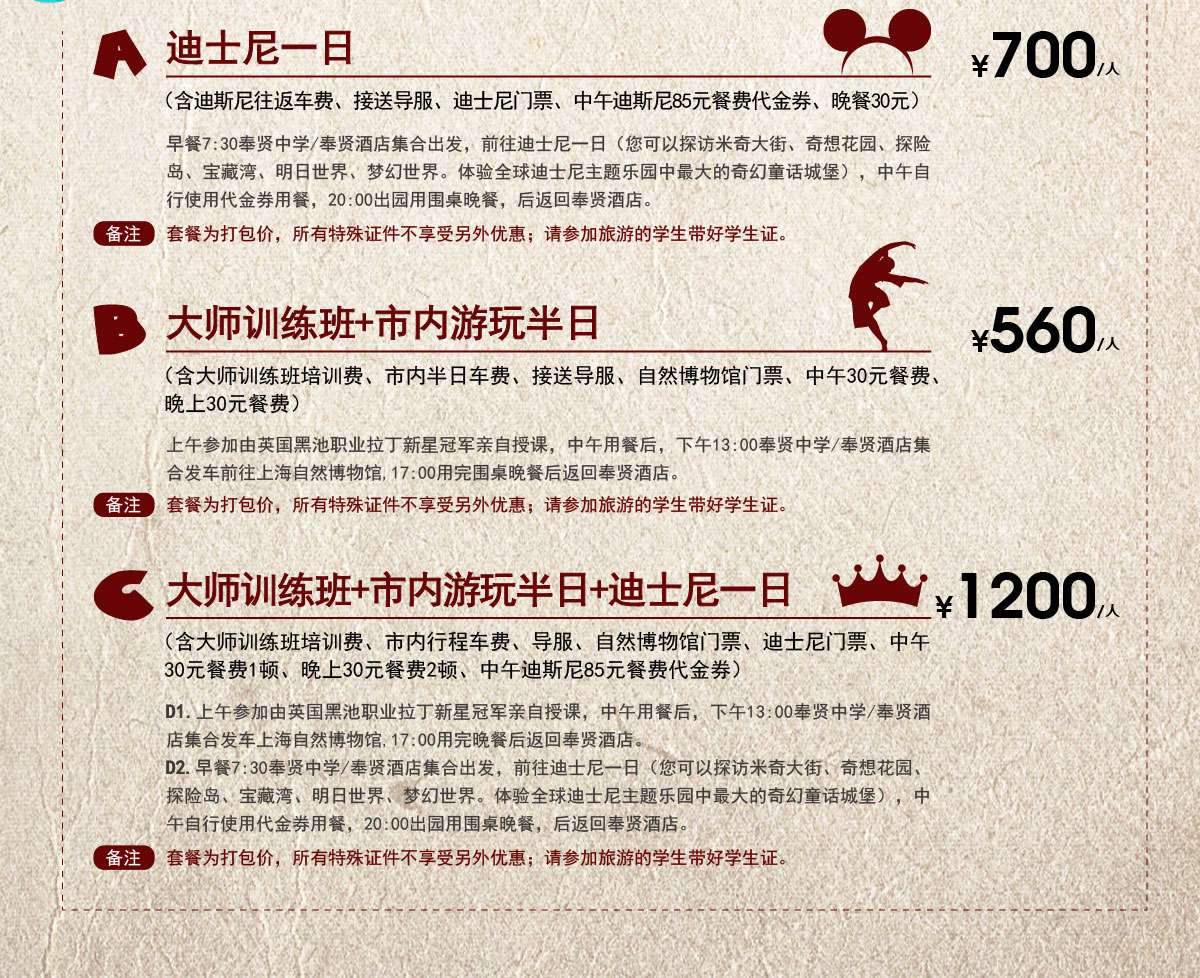 A 迪士尼一日 ¥700/人
（含迪斯尼往返车费、接送导服、迪士尼门票、中午迪斯尼85元餐费代金券、晚餐30元）
早餐7:30奉贤中学/奉贤酒店集合出发，前往迪士尼一日（您可以探访米奇大街、奇想花园、探险
岛、宝藏湾、明日世界、梦幻世界。体验全球迪士尼主题乐园中最大的奇幻童话城堡），中午自
行使用代金券用餐，20:00出园用围桌晚餐，后返回奉贤酒店。
备注 套餐为打包价，所有特殊证件不享受另外优惠；请参加旅游的学生带好学生证。
B 大师训练班+市内游玩半日 ¥560/人
（含大师训练班培训费、市内半日车费、接送导服、自然博物馆门票、中午30元餐费、
晚上30元餐费）
上午参加由英国黑池职业拉丁新星冠军亲自授课，中午用餐后，下午13:00奉贤中学/奉贤酒店集
合发车前往上海自然博物馆,17:00用完围桌晚餐后返回奉贤酒店。
备注 套餐为打包价，所有特殊证件不享受另外优惠；请参加旅游的学生带好学生证。
C 大师训练班+市内游玩半日+迪士尼一日 ¥1200/人
（含大师训练班培训费、市内行程车费、导服、自然博物馆门票、迪士尼门票、中午
30元餐费1顿、晚上30元餐费2顿、中午迪斯尼85元餐费代金券）
D1. 上午参加由英国黑池职业拉丁新星冠军亲自授课，中午用餐后，下午13:00奉贤中学/奉贤酒
店集合发车上海自然博物馆,17:00用完晚餐后返回奉贤酒店。
D2. 早餐7:30奉贤中学/奉贤酒店集合出发，前往迪士尼一日（您可以探访米奇大街、奇想花园、
探险岛、宝藏湾、明日世界、梦幻世界。体验全球迪士尼主题乐园中最大的奇幻童话城堡），中
午自行使用代金券用餐，20:00出园用围桌晚餐，后返回奉贤酒店。
备注 套餐为打包价，所有特殊证件不享受另外优惠；请参加旅游的学生带好学生证。